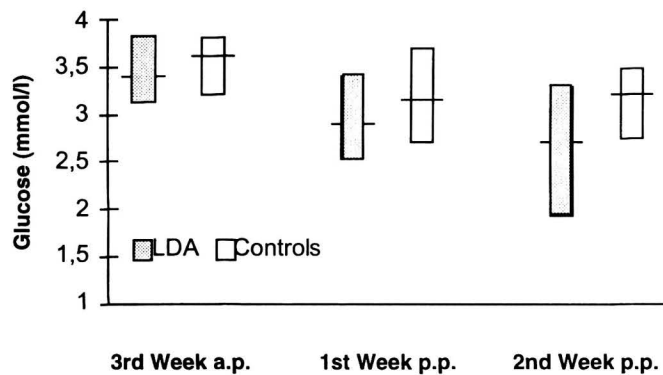 Glucose (mmol/l)
4
3,5
3
2,5
2
1,5
1
LDA Controls
3rd Week a.p. 1st Week p.p. 2nd Week p.p.